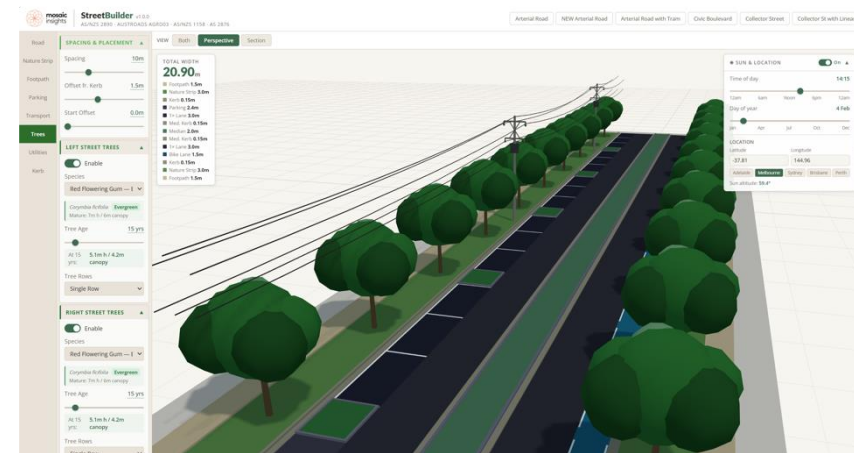 mosaic insights
StreetBuilder v1.0.0
AS/NZS 2890 · AUSTROADS AGRD03 · AS/NZS 1158 · AS 2876
Arterial Road
NEW Arterial Road
Arterial Road with Tram
Civic Boulevard
Collector Street
Collector St with Linea
Road
Nature Strip
Footpath
Parking
Transport
Trees
Utilities
Kerb
SPACING & PLACEMENT
Spacing 10m
Offset fr. Kerb 1.5m
Start Offset 0.0m
LEFT STREET TREES
Enable
Species
Red Flowering Gum — E
Corymbia ficifolia Evergreen
Mature: 7m h / 6m canopy
Tree Age 15 yrs
At 15 yrs: 5.1m h / 4.2m canopy
Tree Rows
Single Row
RIGHT STREET TREES
Enable
Species
Red Flowering Gum — E
Corymbia ficifolia Evergreen
Mature: 7m h / 6m canopy
Tree Age 15 yrs
At 15 yrs: 5.1m h / 4.2m canopy
Tree Rows
VIEW Both Perspective Section
TOTAL WIDTH
20.90m
Footpath 1.5m
Nature Strip 3.0m
Kerb 0.15m
Parking 2.4m
1× Lane 3.0m
Med. Kerb 0.15m
Median 2.0m
Med. Kerb 0.15m
1× Lane 3.0m
Bike Lane 1.5m
Kerb 0.15m
Nature Strip 3.0m
Footpath 1.5m
SUN & LOCATION On
Time of day 14:15
12am 6am Noon 6pm 12am
Day of year 4 Feb
Jan Apr Jul Oct Dec
LOCATION
Latitude Longitude
-37.81 144.96
Adelaide Melbourne Sydney Brisbane Perth
Sun altitude: 59.4°